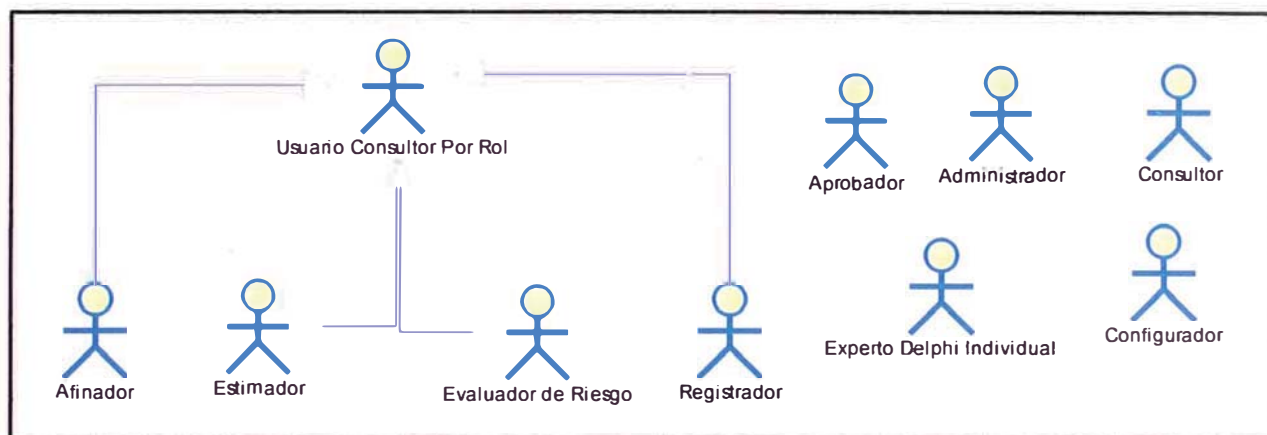 Usuario Consultor Por Rol
Aprobador
Administrador
Consultor
Afinador
Estimador
Evaluador de Riesgo
Registrador
Experto Delphi Individual
Configurador